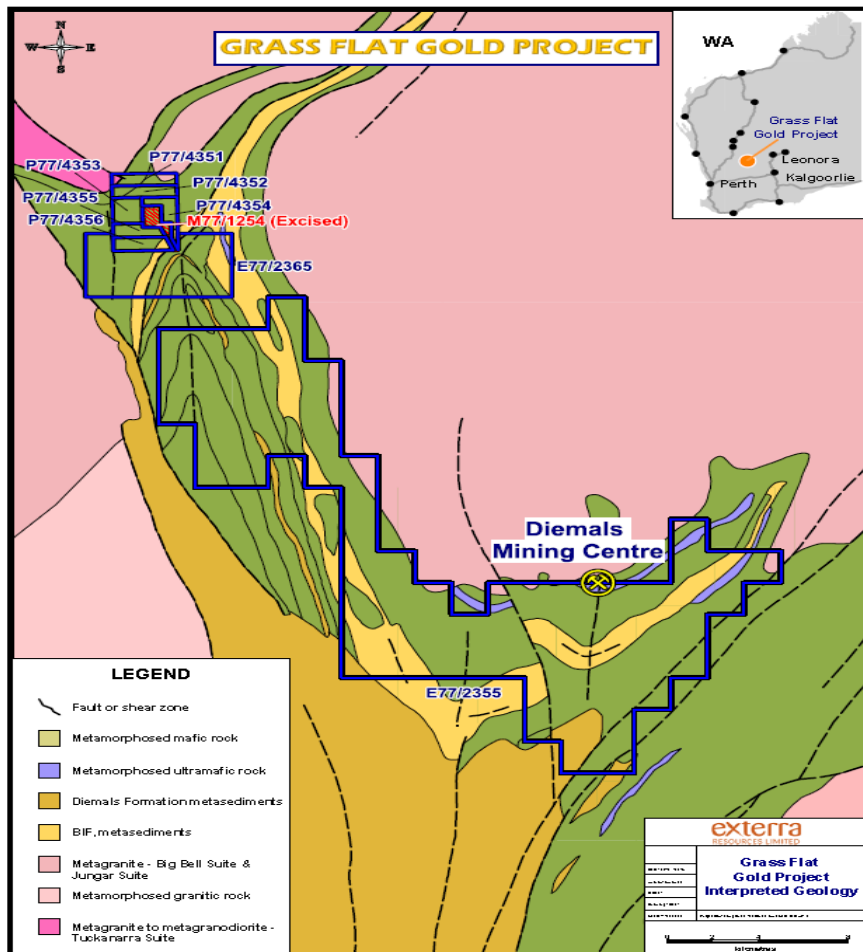 N
W E
S
GRASS FLAT GOLD PROJECT
WA
Grass Flat
Gold Project
Leonora
Kalgoorlie
Perth
P77/4353
P77/4351
P77/4352
P77/4355
P77/4354
P77/4356
M77/1254 (Excised)
E77/2365
Diemals
Mining Centre
E77/2355
LEGEND
Fault or shear zone
Metamorphosed mafic rock
Metamorphosed ultramafic rock
Diemals Formation metasediments
BIF, metasediments
Metagranite - Big Bell Suite &
Jungar Suite
Metamorphosed granitic rock
Metagranite to metagranodiorite -
Tuckanarra Suite
exterra
RESOURCES LIMITED
Grass Flat
Gold Project
Interpreted Geology
kilometres